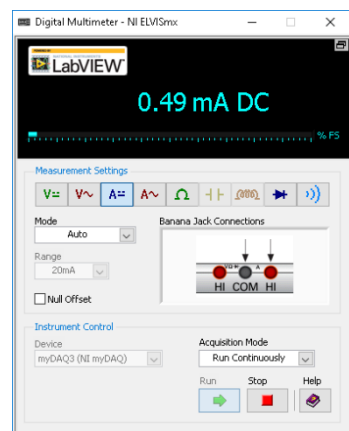 Digital Multimeter - NI ELVISmx
LabVIEW
0.49 mA DC
% FS
Measurement Settings
V V A A Ω
Mode
Banana Jack Connections
Auto
Range
20mA
HI COM HI
Null Offset
Instrument Control
Device
Acquisition Mode
myDAQ3 (NI myDAQ)
Run Continuously
Run Stop Help